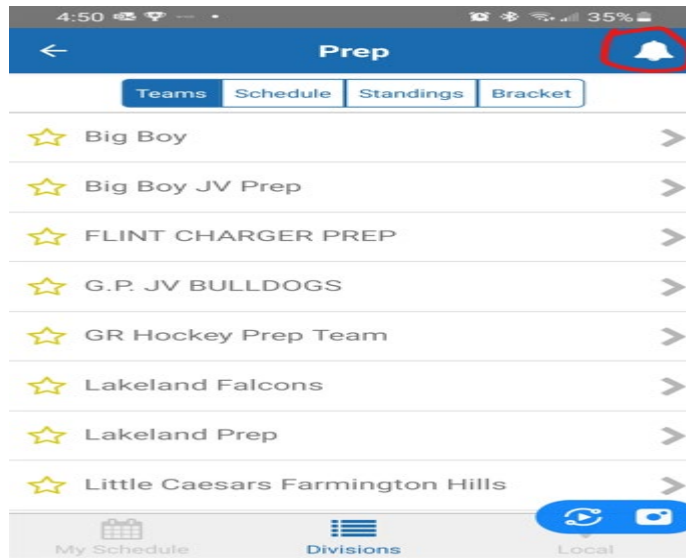 4:50 35%
Prep
Teams Schedule Standings Bracket
Big Boy
Big Boy JV Prep
FLINT CHARGER PREP
G.P. JV BULLDOGS
GR Hockey Prep Team
Lakeland Falcons
Lakeland Prep
Little Caesars Farmington Hills
My Schedule Divisions Local